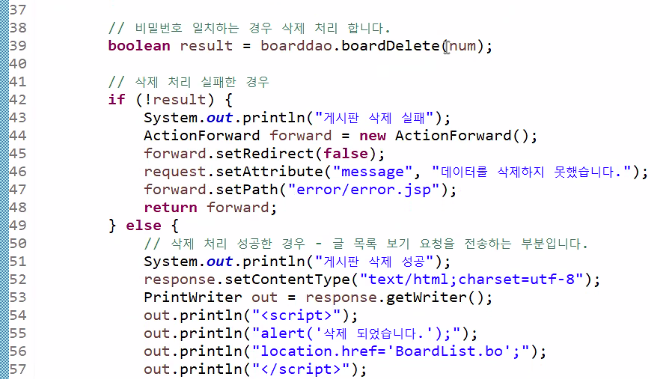 37
38 // 비밀번호 일치하는 경우 삭제 처리 합니다.
39 boolean result = boarddao.boardDelete(num);
40
41 // 삭제 처리 실패한 경우
42 if (!result) {
43 System.out.println("게시판 삭제 실패");
44 ActionForward forward = new ActionForward();
45 forward.setRedirect(false);
46 request.setAttribute("message", "데이터를 삭제하지 못했습니다.");
47 forward.setPath("error/error.jsp");
48 return forward;
49 } else {
50 // 삭제 처리 성공한 경우 - 글 목록 보기 요청을 전송하는 부분입니다.
51 System.out.println("게시판 삭제 성공");
52 response.setContentType("text/html;charset=utf-8");
53 PrintWriter out = response.getWriter();
54 out.println("<script>");
55 out.println("alert('삭제 되었습니다.');");
56 out.println("location.href='BoardList.bo';");
57 out.println("</script>");